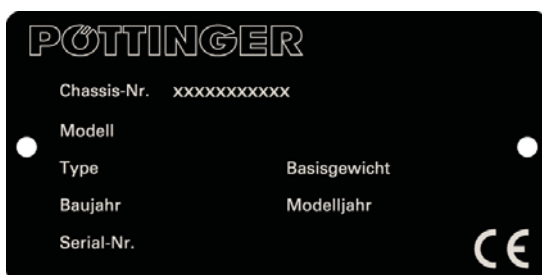 PÖTTINGER
Chassis-Nr. xxxxxxxxxxx
Modell
Type Basisgewicht
Baujahr Modelljahr
Serial-Nr.
CE